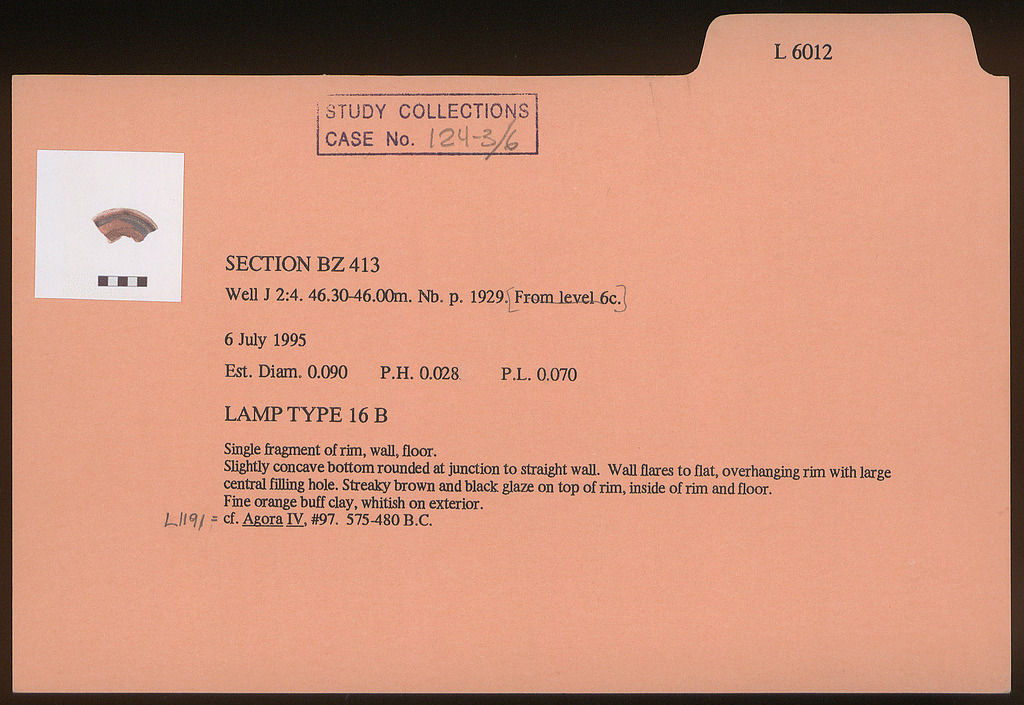 L 6012
STUDY COLLECTIONS
CASE No. 124-3/6
SECTION BZ 413
Well J 2:4. 46.30-46.00m. Nb. p. 1929. [From level 6c.]
6 July 1995
Est. Diam. 0.090 P.H. 0.028 P.L. 0.070
LAMP TYPE 16 B
Single fragment of rim, wall, floor.
Slightly concave bottom rounded at junction to straight wall. Wall flares to flat, overhanging rim with large
central filling hole. Streaky brown and black glaze on top of rim, inside of rim and floor.
Fine orange buff clay, whitish on exterior.
L 1191 = cf. Agora IV, #97. 575-480 B.C.